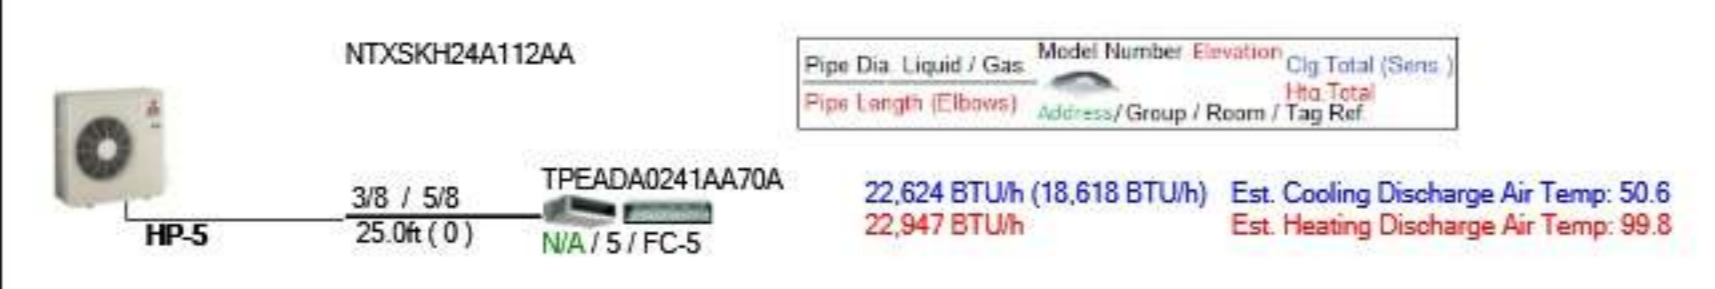 NTXSKH24A112AA
Pipe Dia. Liquid / Gas
Pipe Length (Elbows)
Model Number Elevation
Clg Total (Sens.)
Htg Total
Address / Group / Room / Tag Ref.
HP-5
3/8 / 5/8
25.0ft ( 0 )
TPEADA0241AA70A
N/A / 5 / FC-5
22,624 BTU/h (18,618 BTU/h) Est. Cooling Discharge Air Temp: 50.6
22,947 BTU/h Est. Heating Discharge Air Temp: 99.8